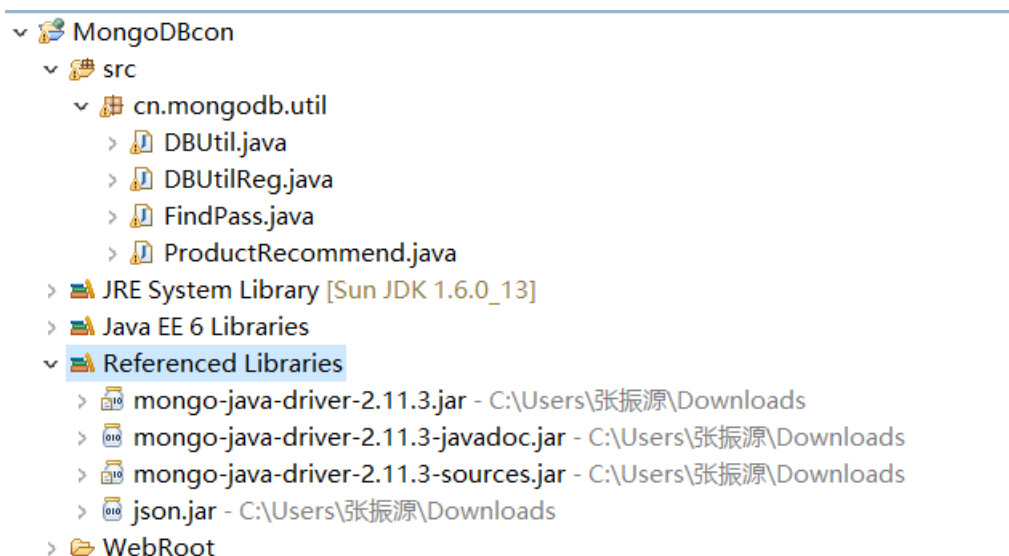 MongoDBcon
src
cn.mongodb.util
DBUtil.java
DBUtilReg.java
FindPass.java
ProductRecommend.java
JRE System Library [Sun JDK 1.6.0_13]
Java EE 6 Libraries
Referenced Libraries
mongo-java-driver-2.11.3.jar - C:\Users\张振源\Downloads
mongo-java-driver-2.11.3-javadoc.jar - C:\Users\张振源\Downloads
mongo-java-driver-2.11.3-sources.jar - C:\Users\张振源\Downloads
json.jar - C:\Users\张振源\Downloads
WebRoot